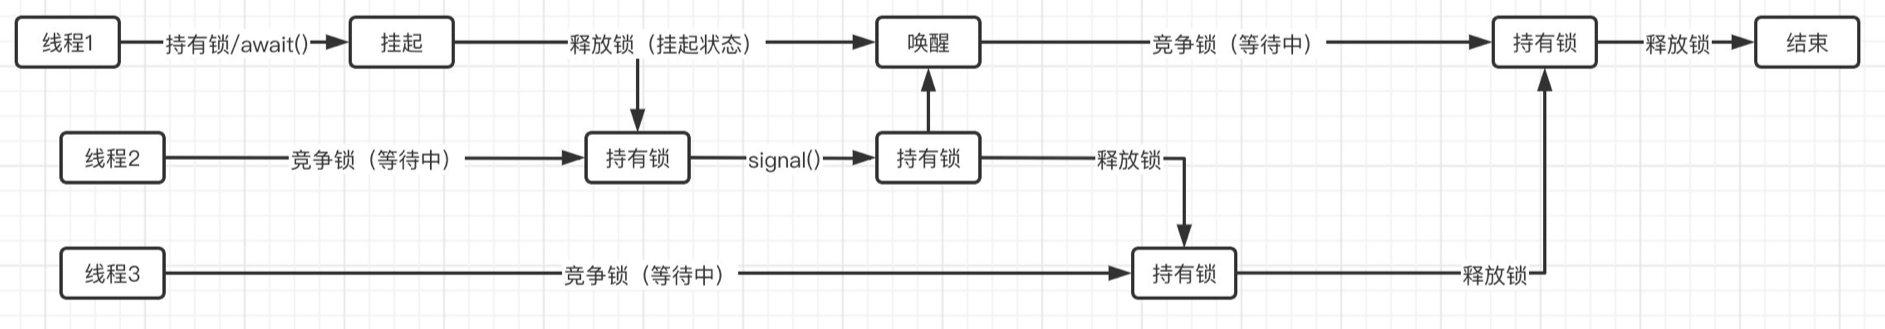 线程1
持有锁/await()
挂起
释放锁（挂起状态）
唤醒
竞争锁（等待中）
持有锁
释放锁
结束
线程2
竞争锁（等待中）
持有锁
signal()
持有锁
释放锁
线程3
竞争锁（等待中）
持有锁
释放锁